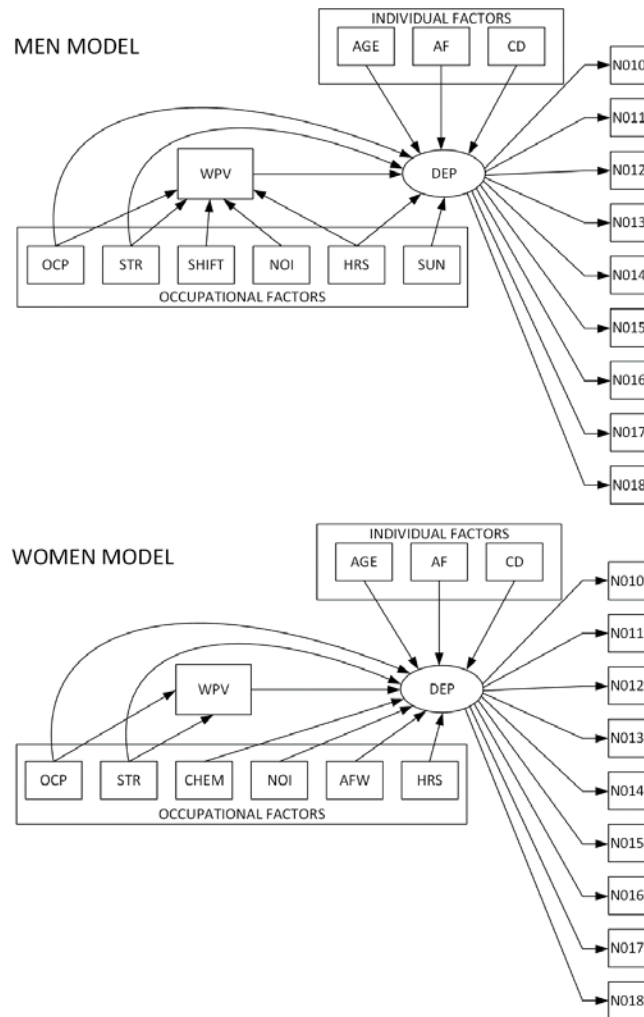 MEN MODEL
INDIVIDUAL FACTORS
AGE AF CD
WPV
DEP
OCP STR SHIFT NOI HRS SUN
OCCUPATIONAL FACTORS
N010
N011
N012
N013
N014
N015
N016
N017
N018
WOMEN MODEL
INDIVIDUAL FACTORS
AGE AF CD
WPV
DEP
OCP STR CHEM NOI AFW HRS
OCCUPATIONAL FACTORS
N010
N011
N012
N013
N014
N015
N016
N017
N018